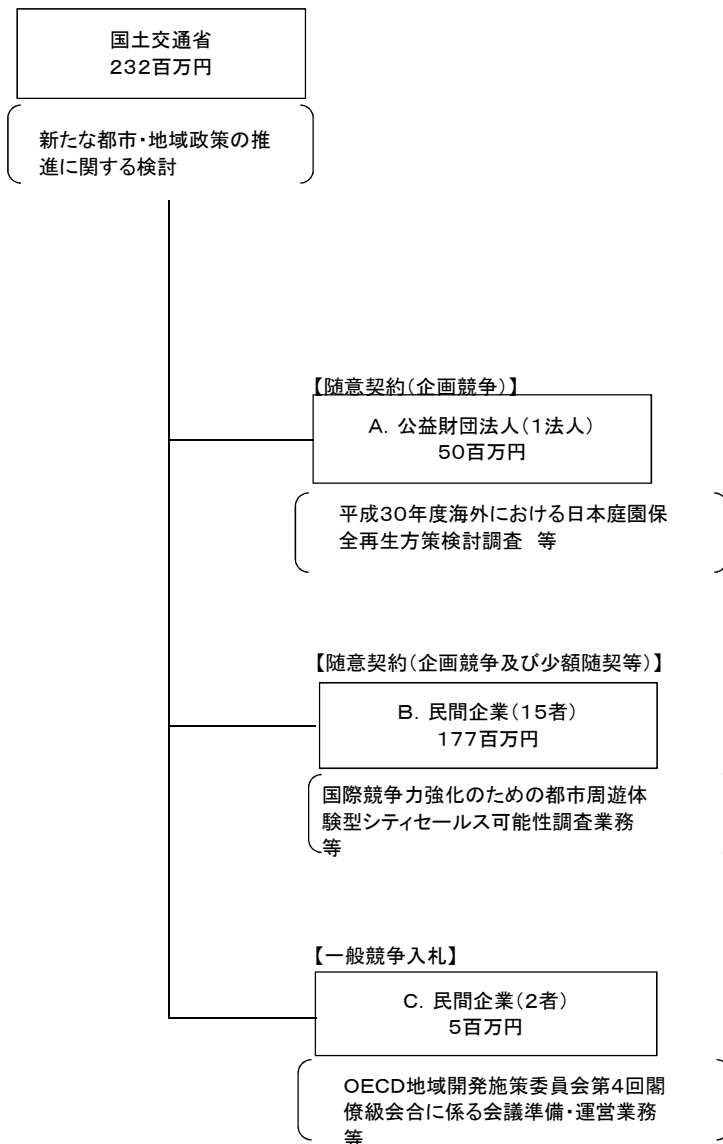 国土交通省
232百万円
新たな都市・地域政策の推
進に関する検討
【随意契約(企画競争)】
A. 公益財団法人(1法人)
50百万円
平成30年度海外における日本庭園保
全再生方策検討調査 等
【随意契約(企画競争及び少額随契等)】
B. 民間企業(15者)
177百万円
国際競争力強化のための都市周遊体
験型シティセールス可能性調査業務
等
【一般競争入札】
C. 民間企業(2者)
5百万円
OECD地域開発施策委員会第4回閣
僚級会合に係る会議準備・運営業務
等